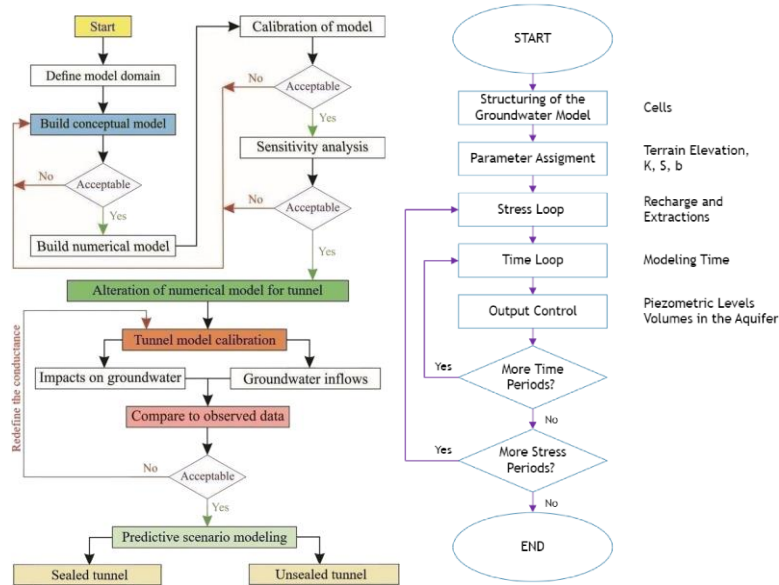 Start
Define model domain
Build conceptual model
Acceptable
No
Yes
Build numerical model
Calibration of model
No
Acceptable
Yes
Sensitivity analysis
No
Acceptable
Yes
Alteration of numerical model for tunnel
Redefine the conductance
Tunnel model calibration
Impacts on groundwater
Groundwater inflows
Compare to observed data
No
Acceptable
Yes
Predictive scenario modeling
Sealed tunnel
Unsealed tunnel
START
Structuring of the
Groundwater Model
Cells
Parameter Assigment
Terrain Elevation,
K, S, b
Stress Loop
Recharge and
Extractions
Time Loop
Modeling Time
Output Control
Piezometric Levels
Volumes in the Aquifer
Yes
More Time
Periods?
No
Yes
More Stress
Periods?
No
END